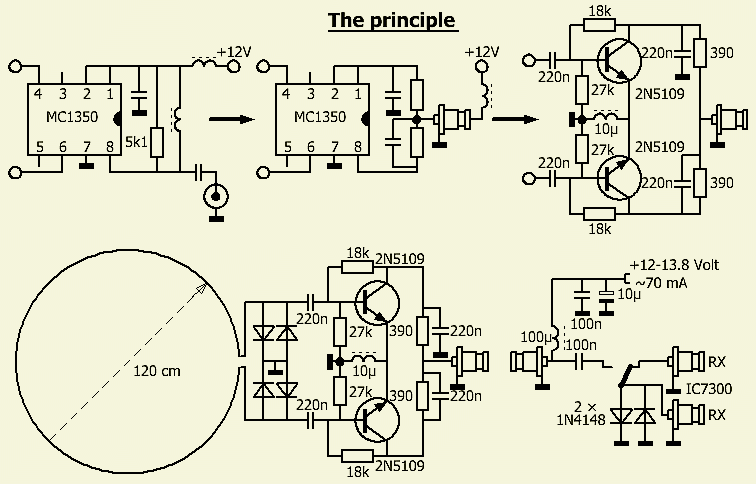 The principle
+12V
4 3 2 1
MC1350
5k1
5 6 7 8
+12V
4 3 2 1
MC1350
5 6 7 8
18k
220n
220n
390
27k
2N5109
10µ
2N5109
27k
220n
220n
390
18k
18k
2N5109
220n
27k
390
220n
10µ
120 cm
27k
390
220n
220n
18k
2N5109
+12-13.8 Volt
~70 mA
10µ
100n
100µ
100n
RX
IC7300
2 ×
1N4148
RX